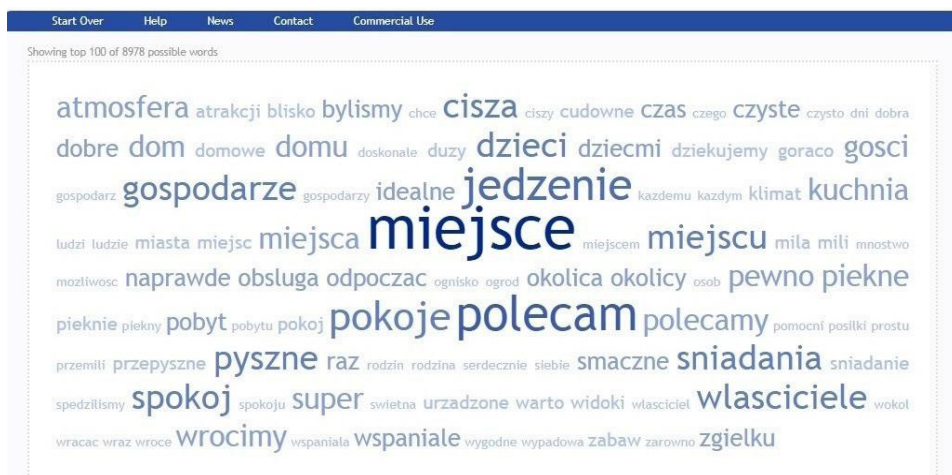 Start Over Help News Contact Commercial Use
Showing top 100 of 8978 possible words
atmosfera atrakcji blisko bylismy chce cisza ciszy cudowne czas czego czyste czysto dni dobra
dobre dom domowe domu doskonale duzy dzieci dziecmi dziekujemy goraco gosci
gospodarz gospodarze gospodarzy idealne jedzenie kazdemu kazdym klimat kuchnia
ludzi ludzie miasta miejsc miejsca miejsce miejscem miejscu mila mili mnostwo
mozliwosc naprawde obsluga odpoczac ognisko ogrod okolica okolicy osob pewno piekne
pieknie piekny pobyt pobytu pokoj pokoje polecam polecamy pomocni posilki prostu
przemili przepyszne pyszne raz rodzin rodzina serdecznie siebie smaczne sniadania sniadanie
spedzilismy spokoj spokoju super swietna urzadzone warto widoki wlasciciel wlasciciele wokol
wracac wraz wroce wrocimy wspaniala wspaniale wygodne wypadowa zabaw zarowno zgielku